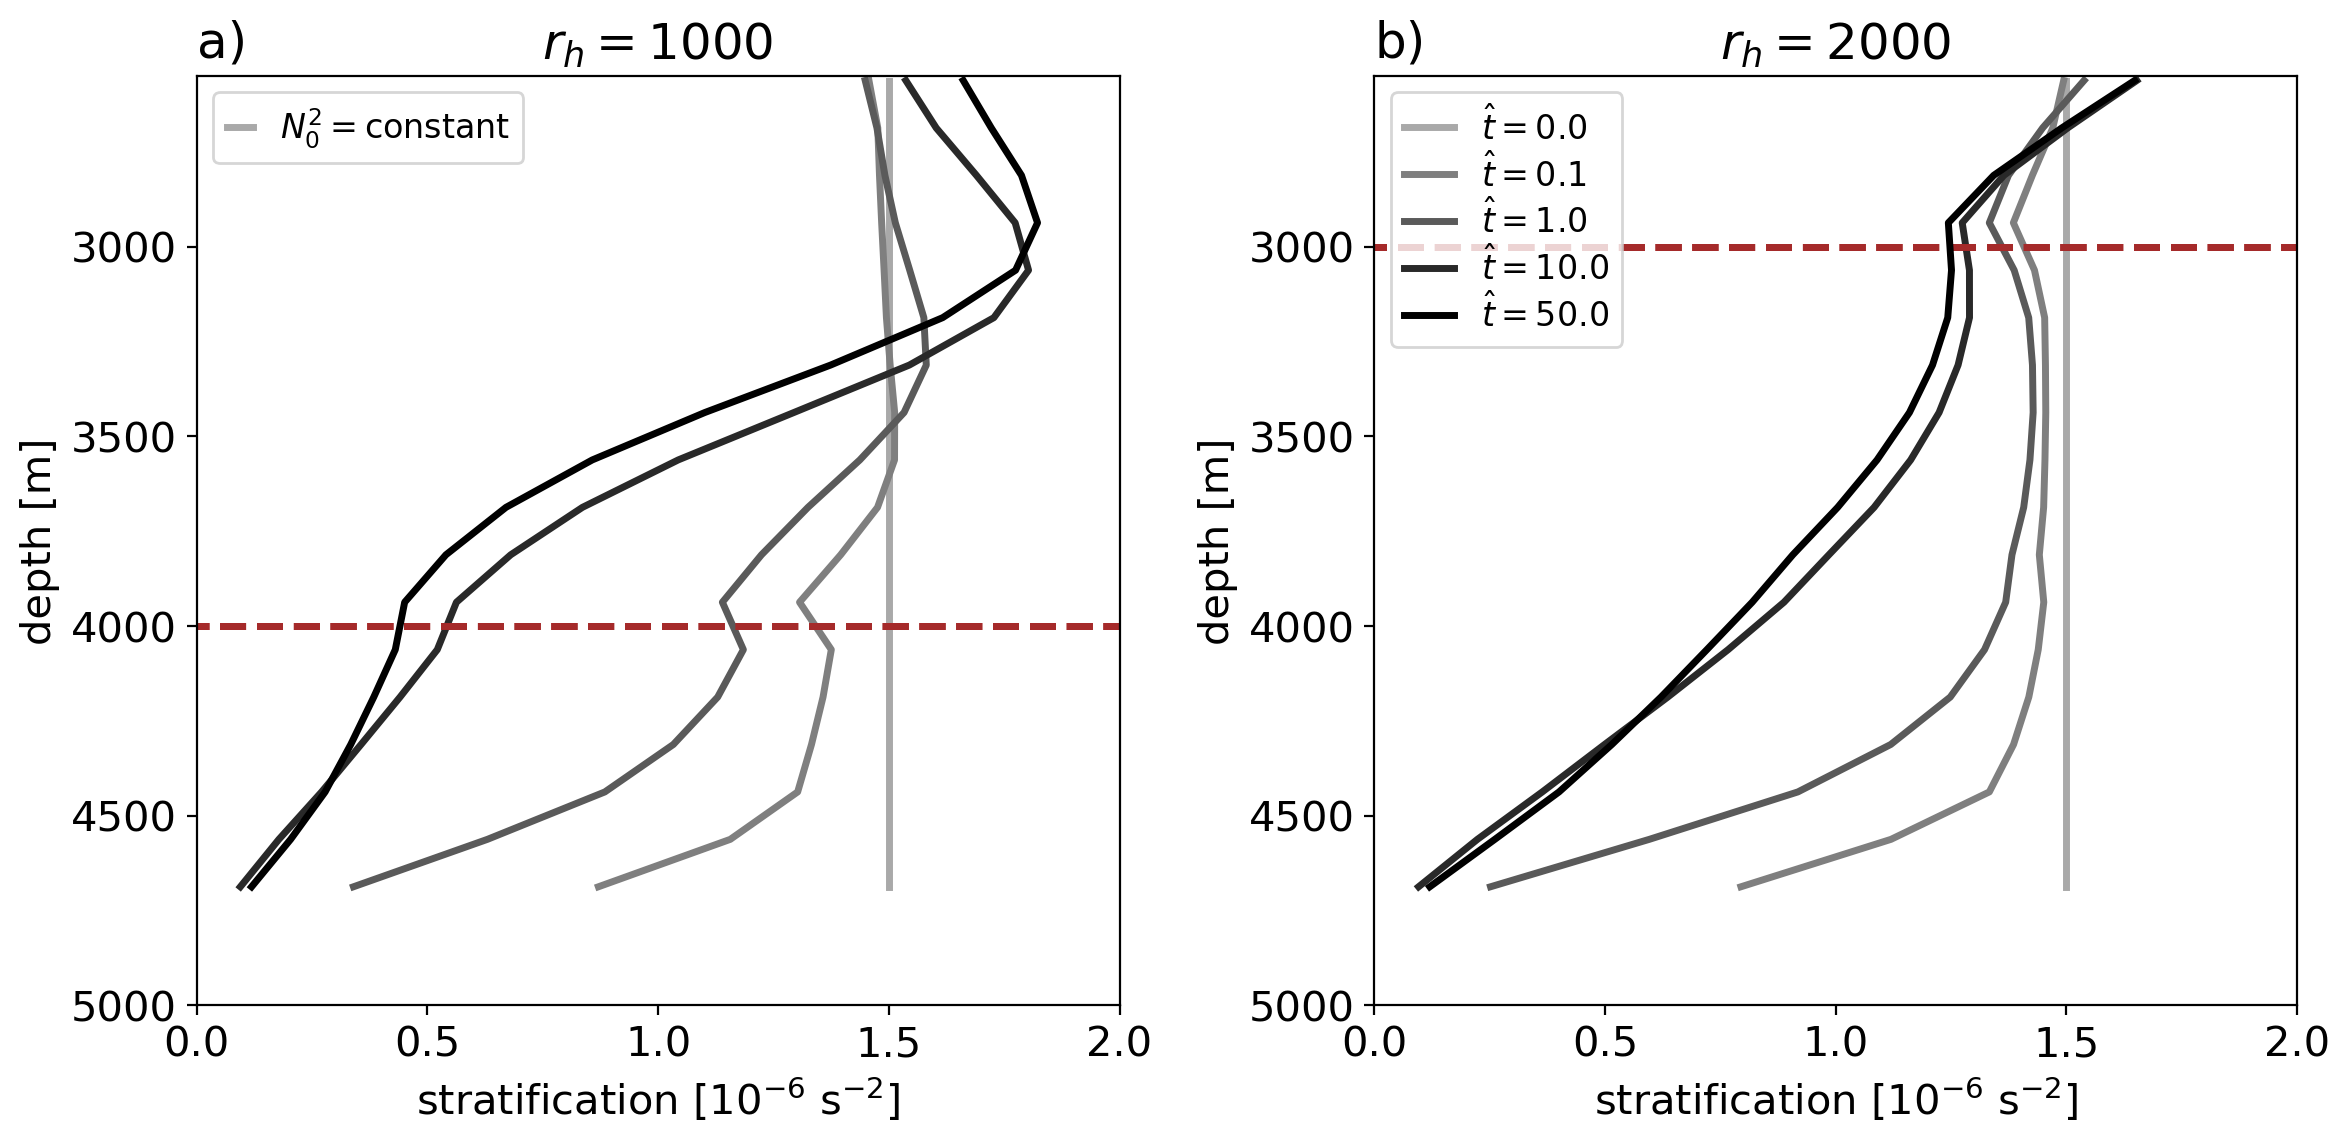 a)
r_h = 1000
N_0^2 = constant
3000
3500
4000
4500
5000
depth [m]
0.0
0.5
1.0
1.5
2.0
stratification [10^{-6} s^{-2}]
b)
r_h = 2000
t̂ = 0.0
t̂ = 0.1
t̂ = 1.0
t̂ = 10.0
t̂ = 50.0
3000
3500
4000
4500
5000
depth [m]
0.0
0.5
1.0
1.5
2.0
stratification [10^{-6} s^{-2}]